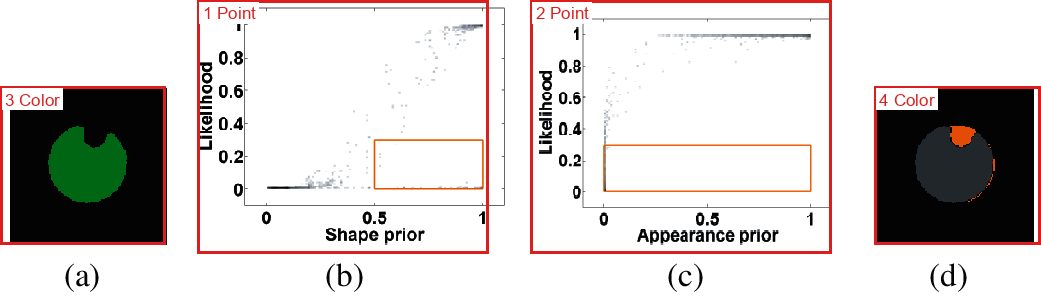 1 Point
2 Point
3 Color
4 Color
Likelihood
1
0.8
0.6
0.4
0.2
0
0
0.5
1
Shape prior
Likelihood
1
0.8
0.6
0.4
0.2
0
0
0.5
1
Appearance prior
(a)
(b)
(c)
(d)